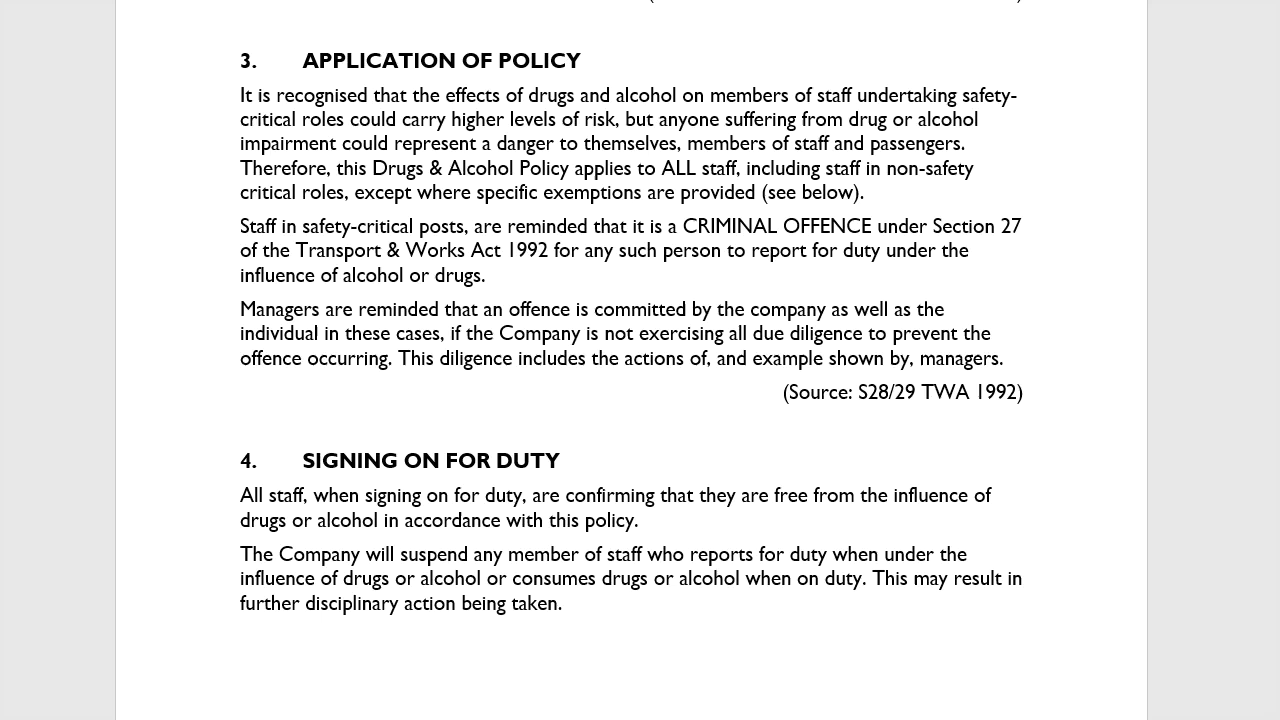 3. APPLICATION OF POLICY
It is recognised that the effects of drugs and alcohol on members of staff undertaking safety-
critical roles could carry higher levels of risk, but anyone suffering from drug or alcohol
impairment could represent a danger to themselves, members of staff and passengers.
Therefore, this Drugs & Alcohol Policy applies to ALL staff, including staff in non-safety
critical roles, except where specific exemptions are provided (see below).
Staff in safety-critical posts, are reminded that it is a CRIMINAL OFFENCE under Section 27
of the Transport & Works Act 1992 for any such person to report for duty under the
influence of alcohol or drugs.
Managers are reminded that an offence is committed by the company as well as the
individual in these cases, if the Company is not exercising all due diligence to prevent the
offence occurring. This diligence includes the actions of, and example shown by, managers.
(Source: S28/29 TWA 1992)
4. SIGNING ON FOR DUTY
All staff, when signing on for duty, are confirming that they are free from the influence of
drugs or alcohol in accordance with this policy.
The Company will suspend any member of staff who reports for duty when under the
influence of drugs or alcohol or consumes drugs or alcohol when on duty. This may result in
further disciplinary action being taken.